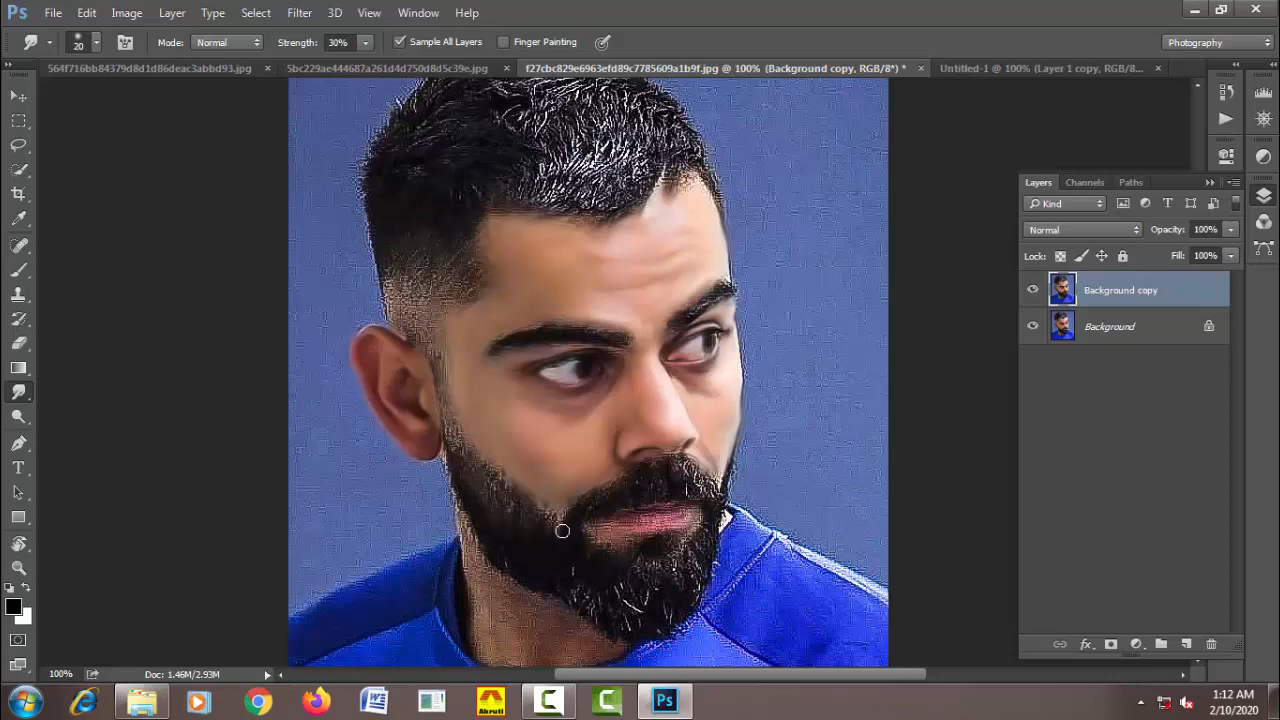 Ps File Edit Image Layer Type Select Filter 3D View Window Help
20 Mode: Normal Strength: 30% Sample All Layers Finger Painting Photography
564f716bb84379d8d1d86deac3abbd93.jpg × 5bc229ae444687a261d4d750d8d5c39e.jpg × f27cbc829e6963efd89c7785609a1b9f.jpg @ 100% (Background copy, RGB/8*) * × Untitled-1 @ 100% (Layer 1 copy, RGB/8... ×
Layers Channels Paths
Kind
Normal Opacity: 100%
Lock: Fill: 100%
Background copy
Background
fx
100% Doc: 1.46M/2.93M
Akruti Ps
1:12 AM
2/10/2020